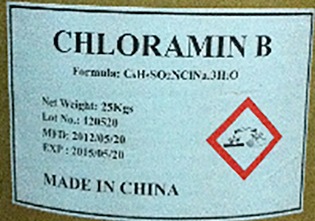 CHLORAMIN B
Formula: C₆H₅SO₂NClNa.3H₂O
Net Weight: 25Kgs
Lot No.: 120520
MFD: 2012/05/20
EXP : 2015/05/20
MADE IN CHINA